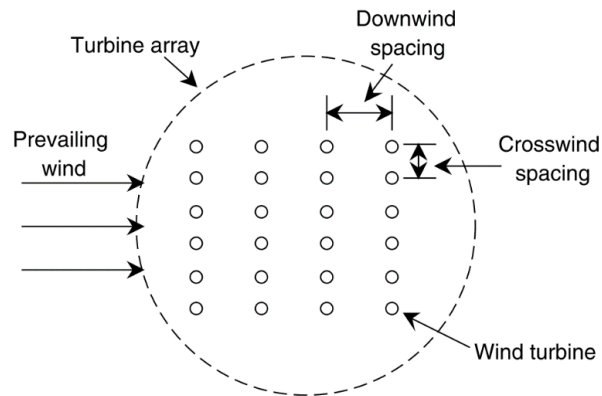 Downwind
spacing
Turbine array
Prevailing
wind
Crosswind
spacing
Wind turbine